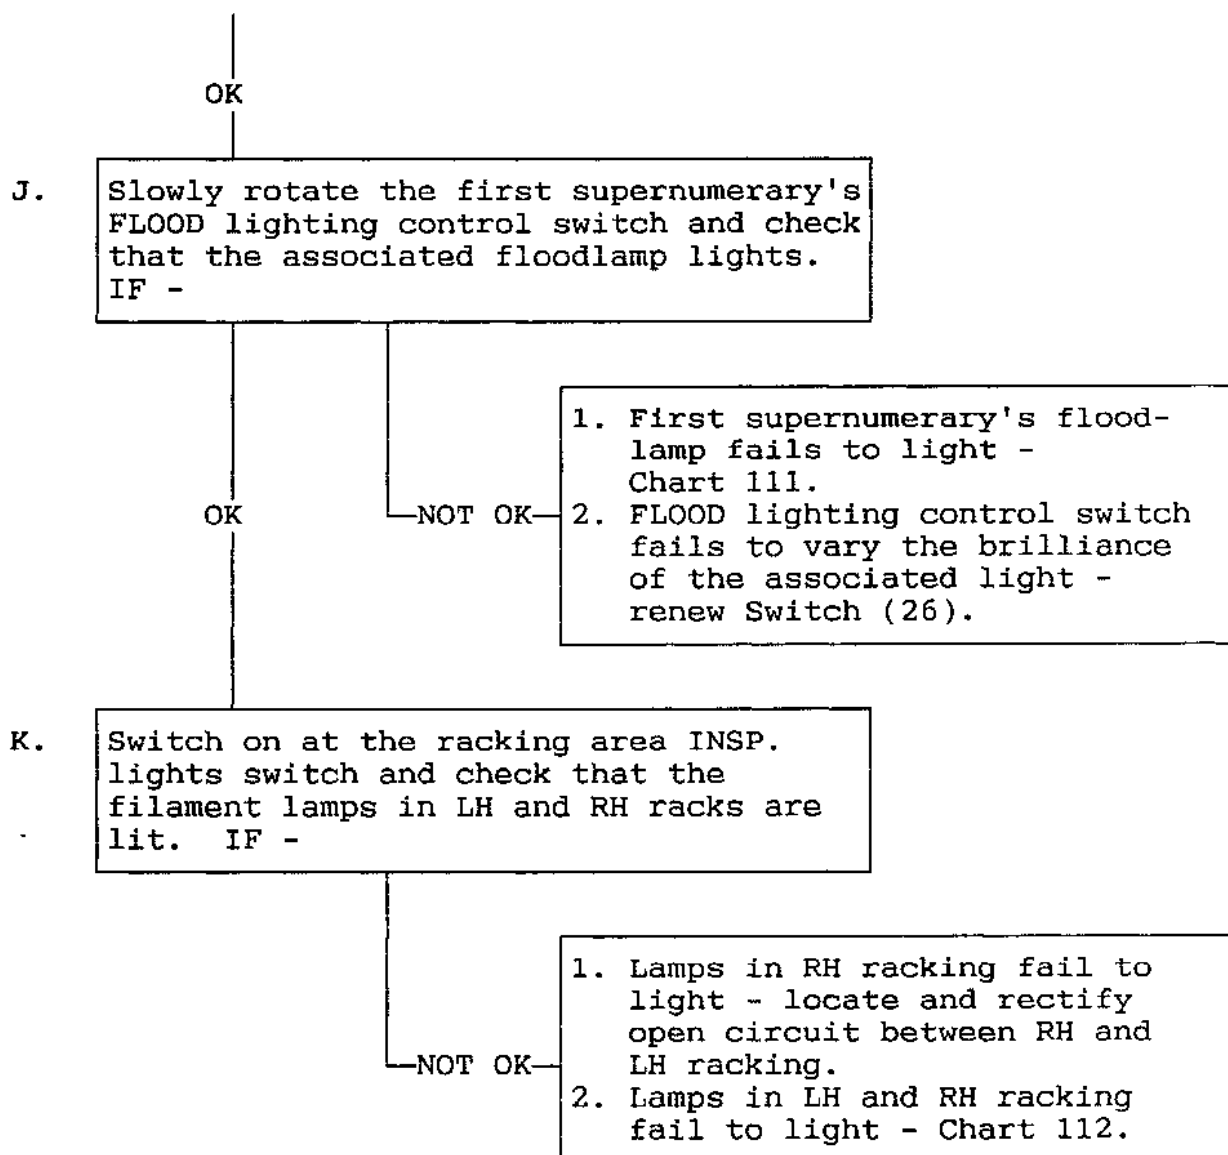 OK
J. Slowly rotate the first supernumerary's
FLOOD lighting control switch and check
that the associated floodlamp lights.
IF -
1. First supernumerary's flood-
lamp fails to light -
Chart 111.
OK
NOT OK
2. FLOOD lighting control switch
fails to vary the brilliance
of the associated light -
renew Switch (26).
K. Switch on at the racking area INSP.
lights switch and check that the
filament lamps in LH and RH racks are
lit. IF -
1. Lamps in RH racking fail to
light - locate and rectify
open circuit between RH and
LH racking.
NOT OK
2. Lamps in LH and RH racking
fail to light - Chart 112.